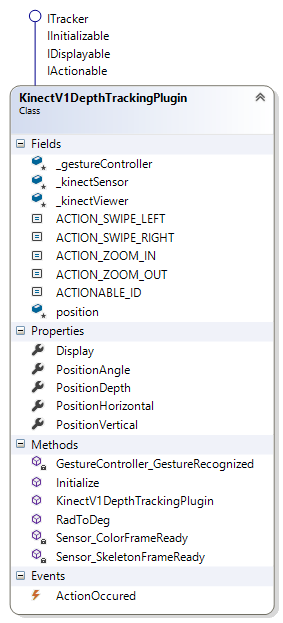 ITracker
IInitializable
IDisplayable
IActionable
KinectV1DepthTrackingPlugin
Class
Fields
_gestureController
_kinectSensor
_kinectViewer
ACTION_SWIPE_LEFT
ACTION_SWIPE_RIGHT
ACTION_ZOOM_IN
ACTION_ZOOM_OUT
ACTIONABLE_ID
position
Properties
Display
PositionAngle
PositionDepth
PositionHorizontal
PositionVertical
Methods
GestureController_GestureRecognized
Initialize
KinectV1DepthTrackingPlugin
RadToDeg
Sensor_ColorFrameReady
Sensor_SkeletonFrameReady
Events
ActionOccured